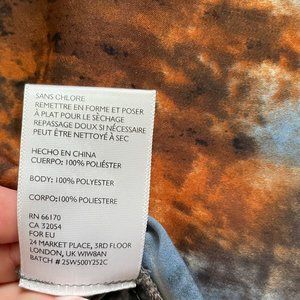 SANS CHLORE
REMETTRE EN FORME ET POSER
À PLAT POUR LE SÈCHAGE
REPASSAGE DOUX SI NÉCESSAIRE
PEUT ÊTRE NETTOYÉ À SEC
HECHO EN CHINA
CUERPO: 100% POLIÉSTER
BODY: 100% POLYESTER
CORPO:100% POLIESTERE
RN 66170
CA 32054
FOR EU
24 MARKET PLACE, 3RD FLOOR
LONDON, UK W1W8AN
BATCH # 25W500Y252C